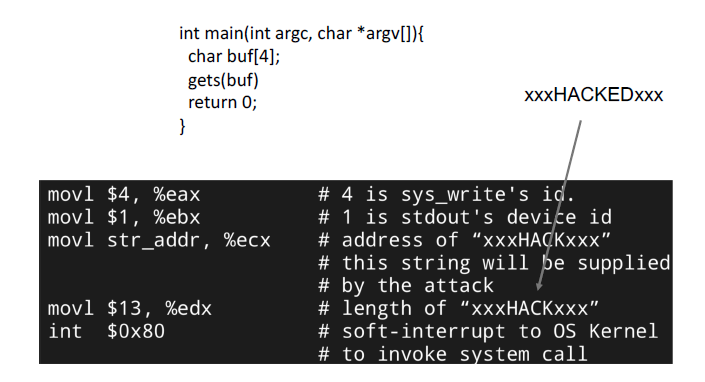 int main(int argc, char *argv[]){
char buf[4];
gets(buf)
return 0;
}
xxxHACKEDxxx
movl $4, %eax # 4 is sys_write's id.
movl $1, %ebx # 1 is stdout's device id
movl str_addr, %ecx # address of “xxxHACKxxx”
# this string will be supplied
# by the attack
movl $13, %edx # length of “xxxHACKxxx”
int $0x80 # soft-interrupt to OS Kernel
# to invoke system call